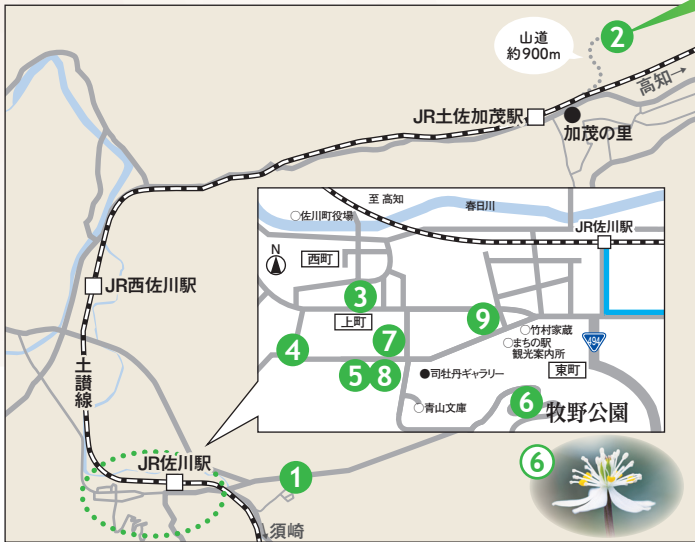 山道
約900m
2
高知→
JR土佐加茂駅
加茂の里
至 高知
春日川
佐川町役場
JR佐川駅
N
西町
3
上町
9
竹村家蔵
まちの駅
観光案内所
494
4
7
東町
5
8
司牡丹ギャラリー
青山文庫
6
牧野公園
JR西佐川駅
土讃線
JR佐川駅
1
6
須崎